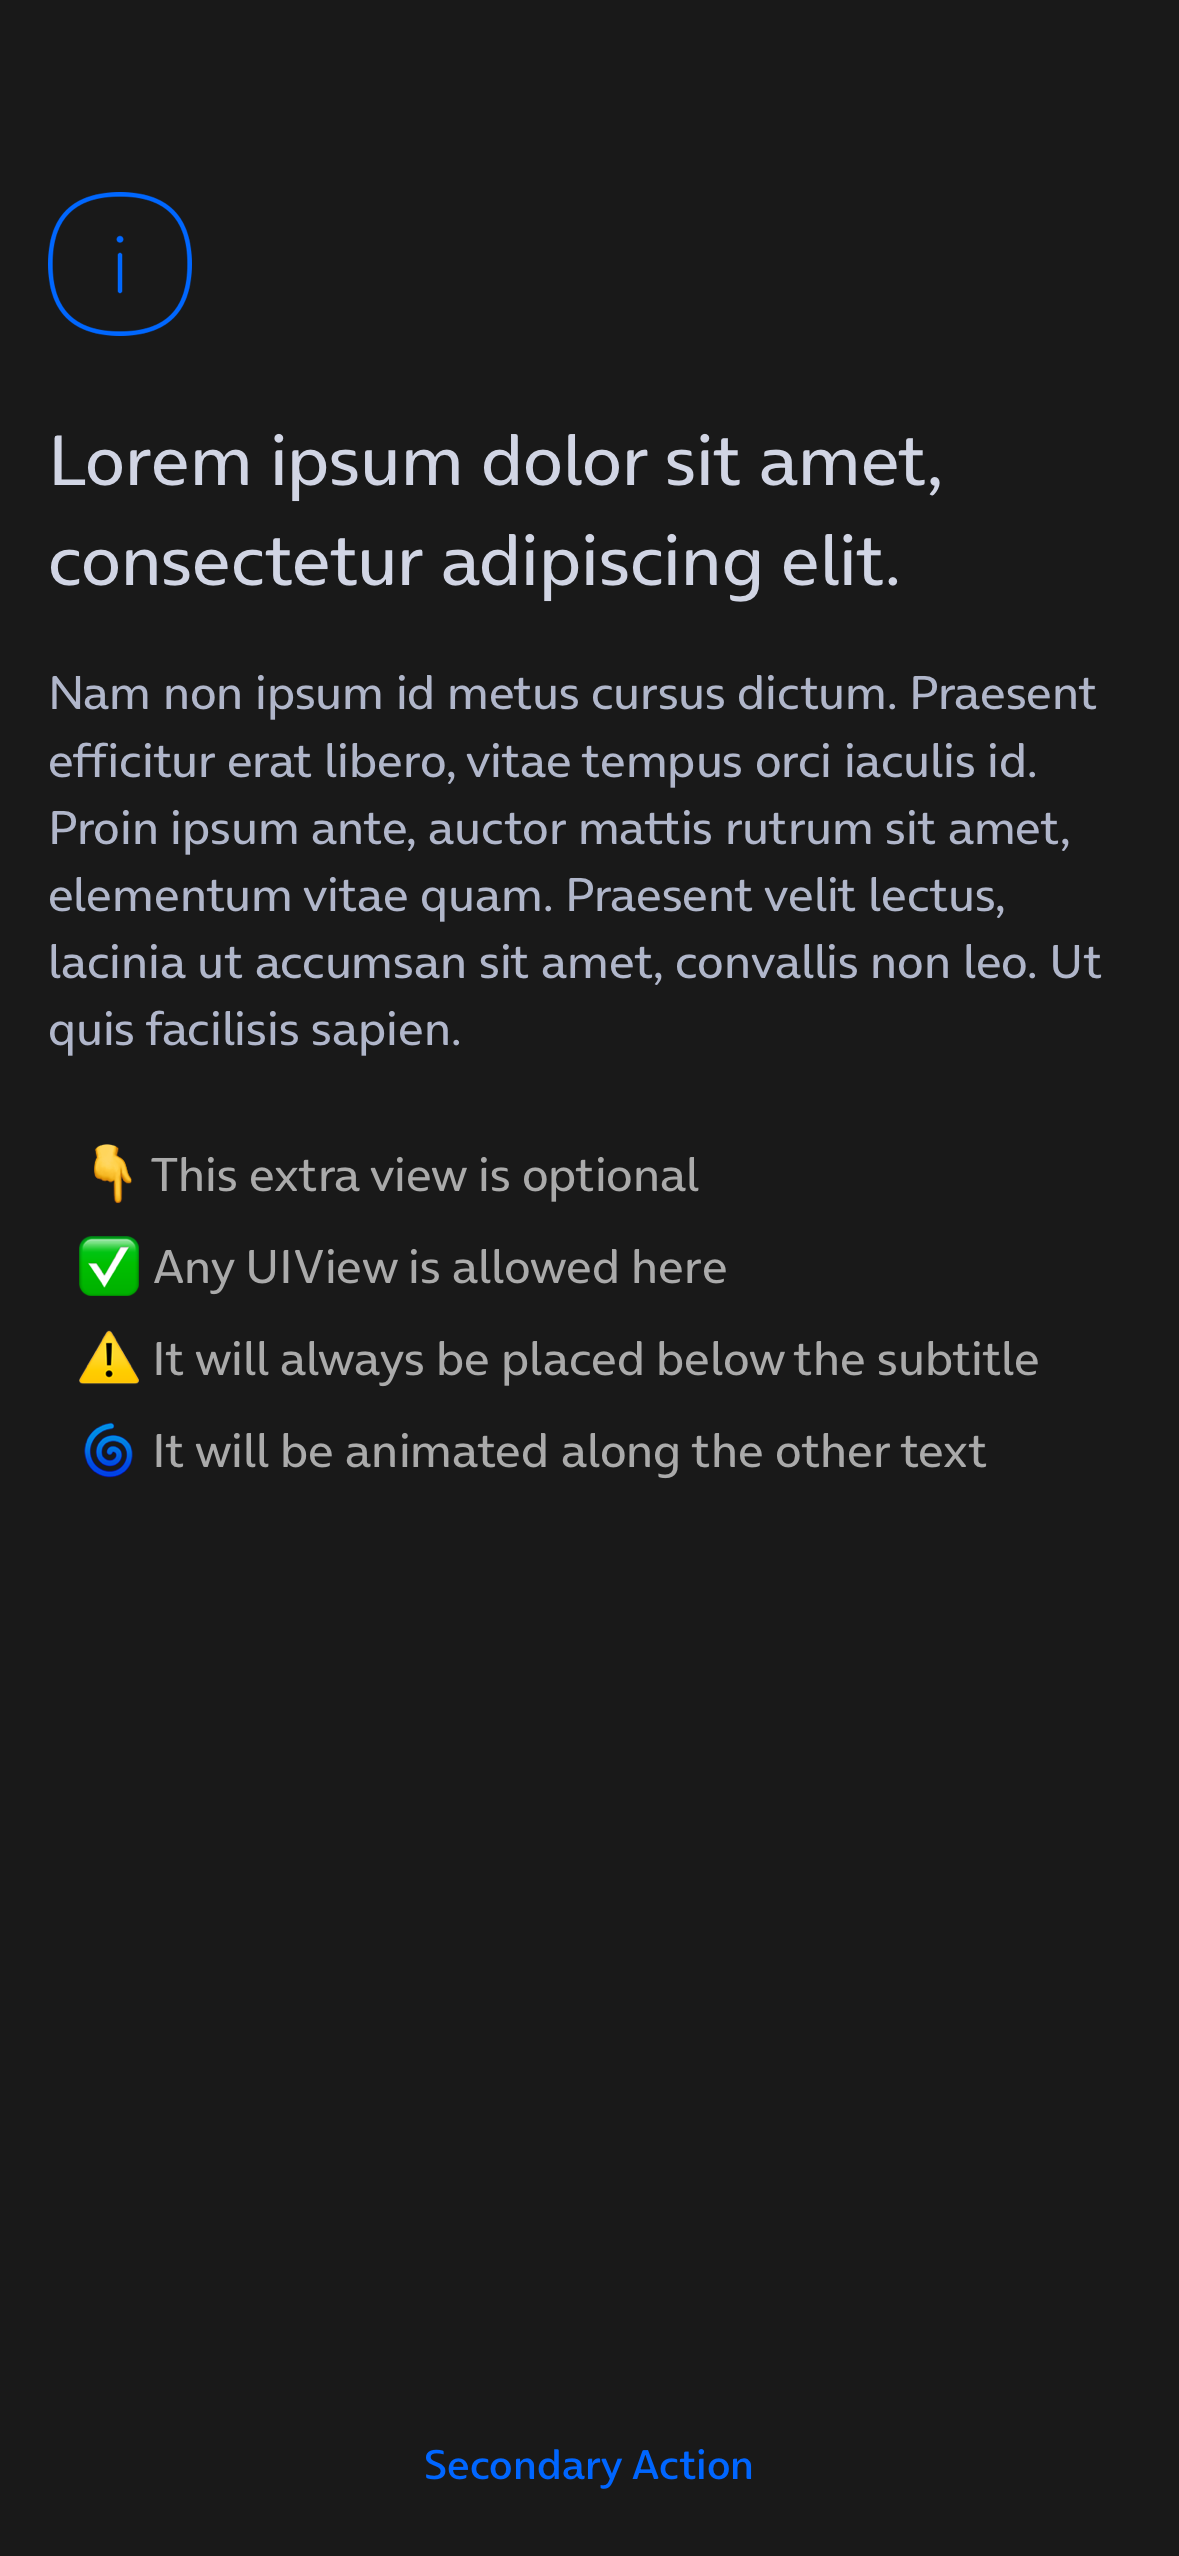 Lorem ipsum dolor sit amet,
consectetur adipiscing elit.
Nam non ipsum id metus cursus dictum. Praesent
efficitur erat libero, vitae tempus orci iaculis id.
Proin ipsum ante, auctor mattis rutrum sit amet,
elementum vitae quam. Praesent velit lectus,
lacinia ut accumsan sit amet, convallis non leo. Ut
quis facilisis sapien.
👇 This extra view is optional
✅ Any UIView is allowed here
⚠️ It will always be placed below the subtitle
🌀 It will be animated along the other text
Secondary Action